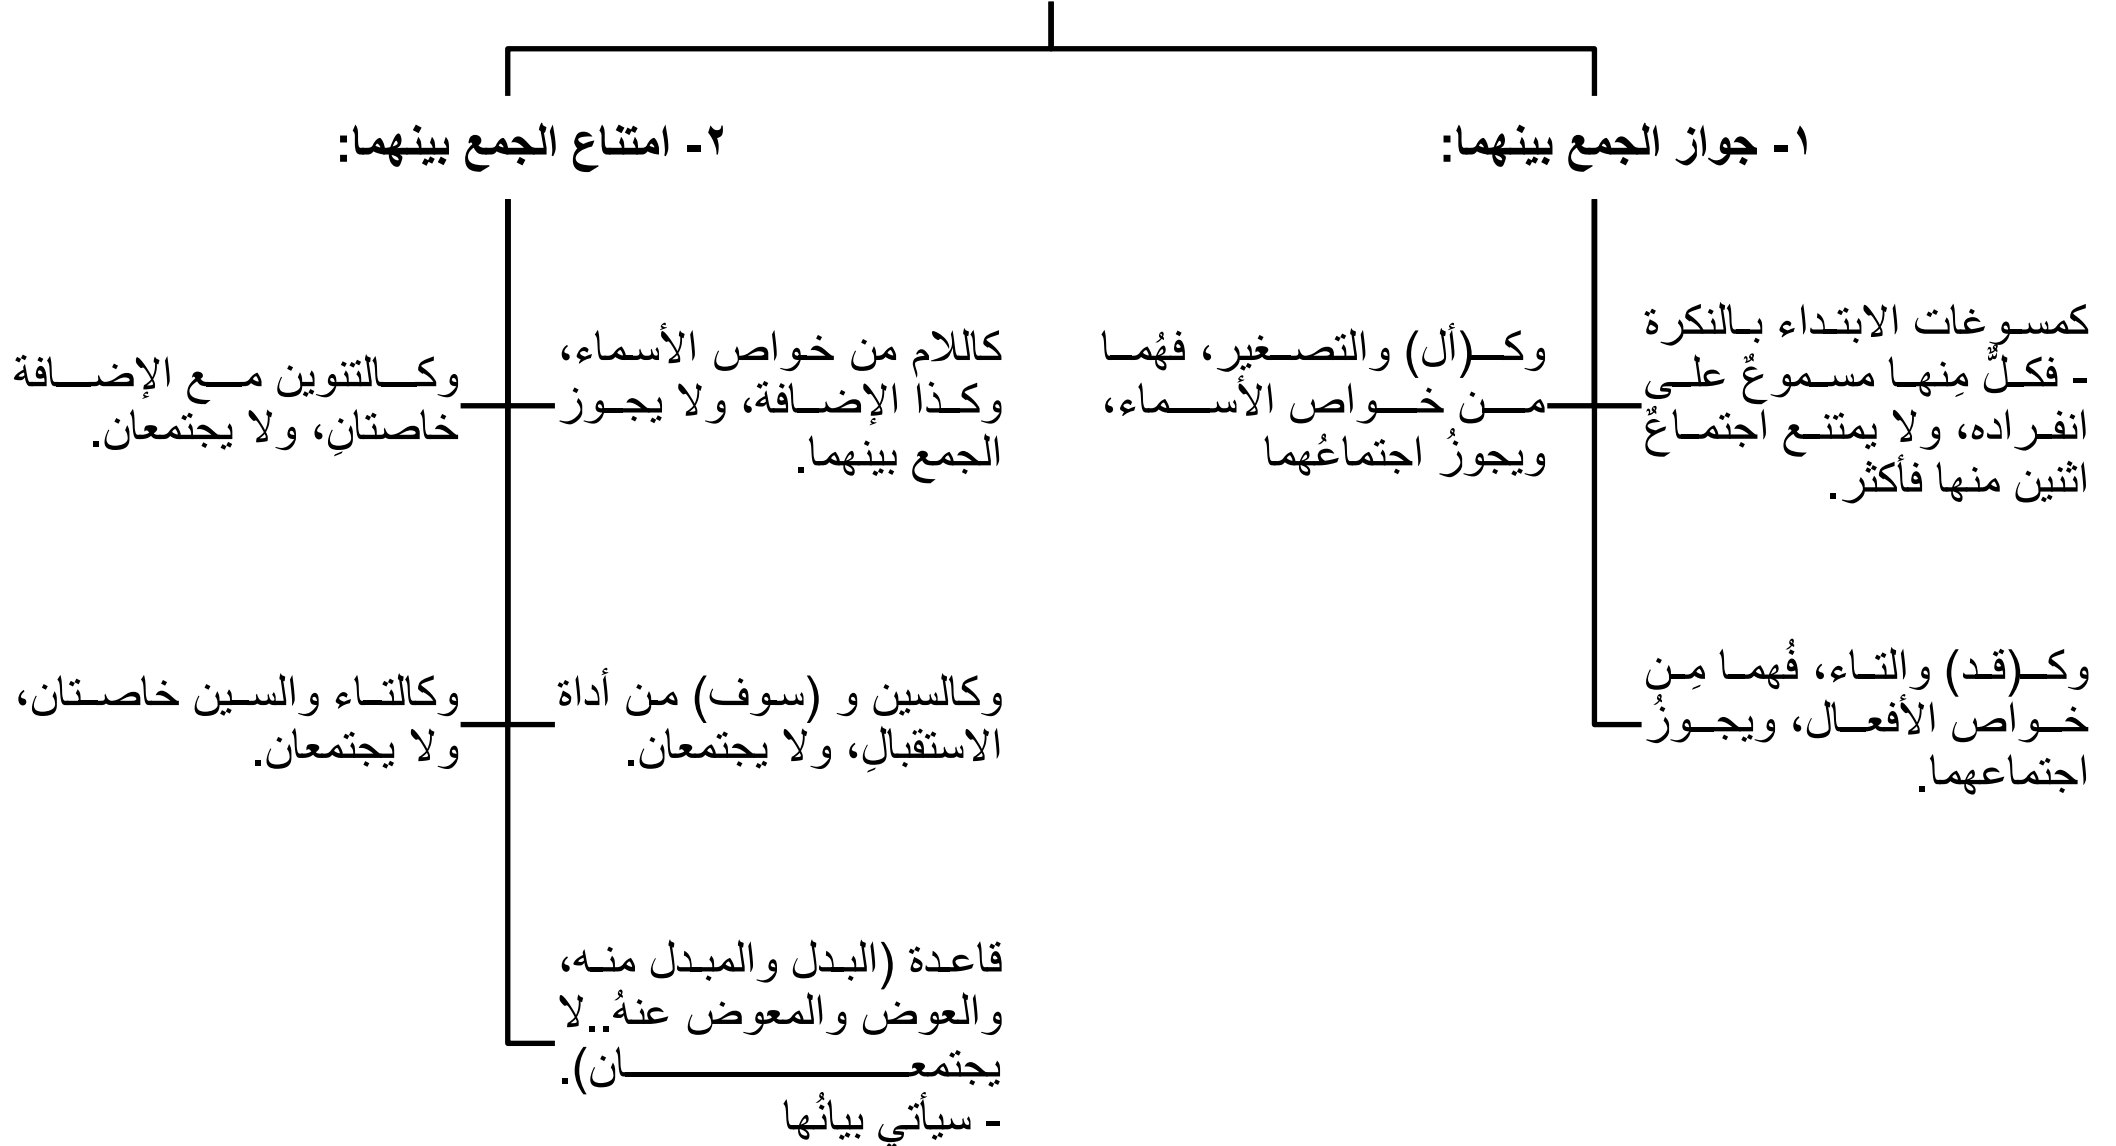 ١- جواز الجمع بينهما:
كمسوغات الابتداء بالنكرة
- فكلٌّ مِنها مسموعٌ على
انفراده، ولا يمتنع اجتماعٌ
اثنين منها فأكثر.
وكـ(أل) والتصغير، فهُما
من خواص الأسماء،
ويجوزُ اجتماعُهما
وكـ(قد) والتاء، فُهما مِن
خواص الأفعال، ويجوزُ
اجتماعهما.
٢- امتناع الجمع بينهما:
كاللام من خواص الأسماء،
وكذا الإضافة، ولا يجوز
الجمع بينهما.
وكالتنوين مع الإضافة
خاصتانِ، ولا يجتمعان.
وكالسين و (سوف) من أداة
الاستقبالِ، ولا يجتمعان.
وكالتاء والسين خاصتان،
ولا يجتمعان.
قاعدة (البدل والمبدل منه،
والعوض والمعوض عنهُ..لا
يجتمعان).
- سيأتي بيانُها